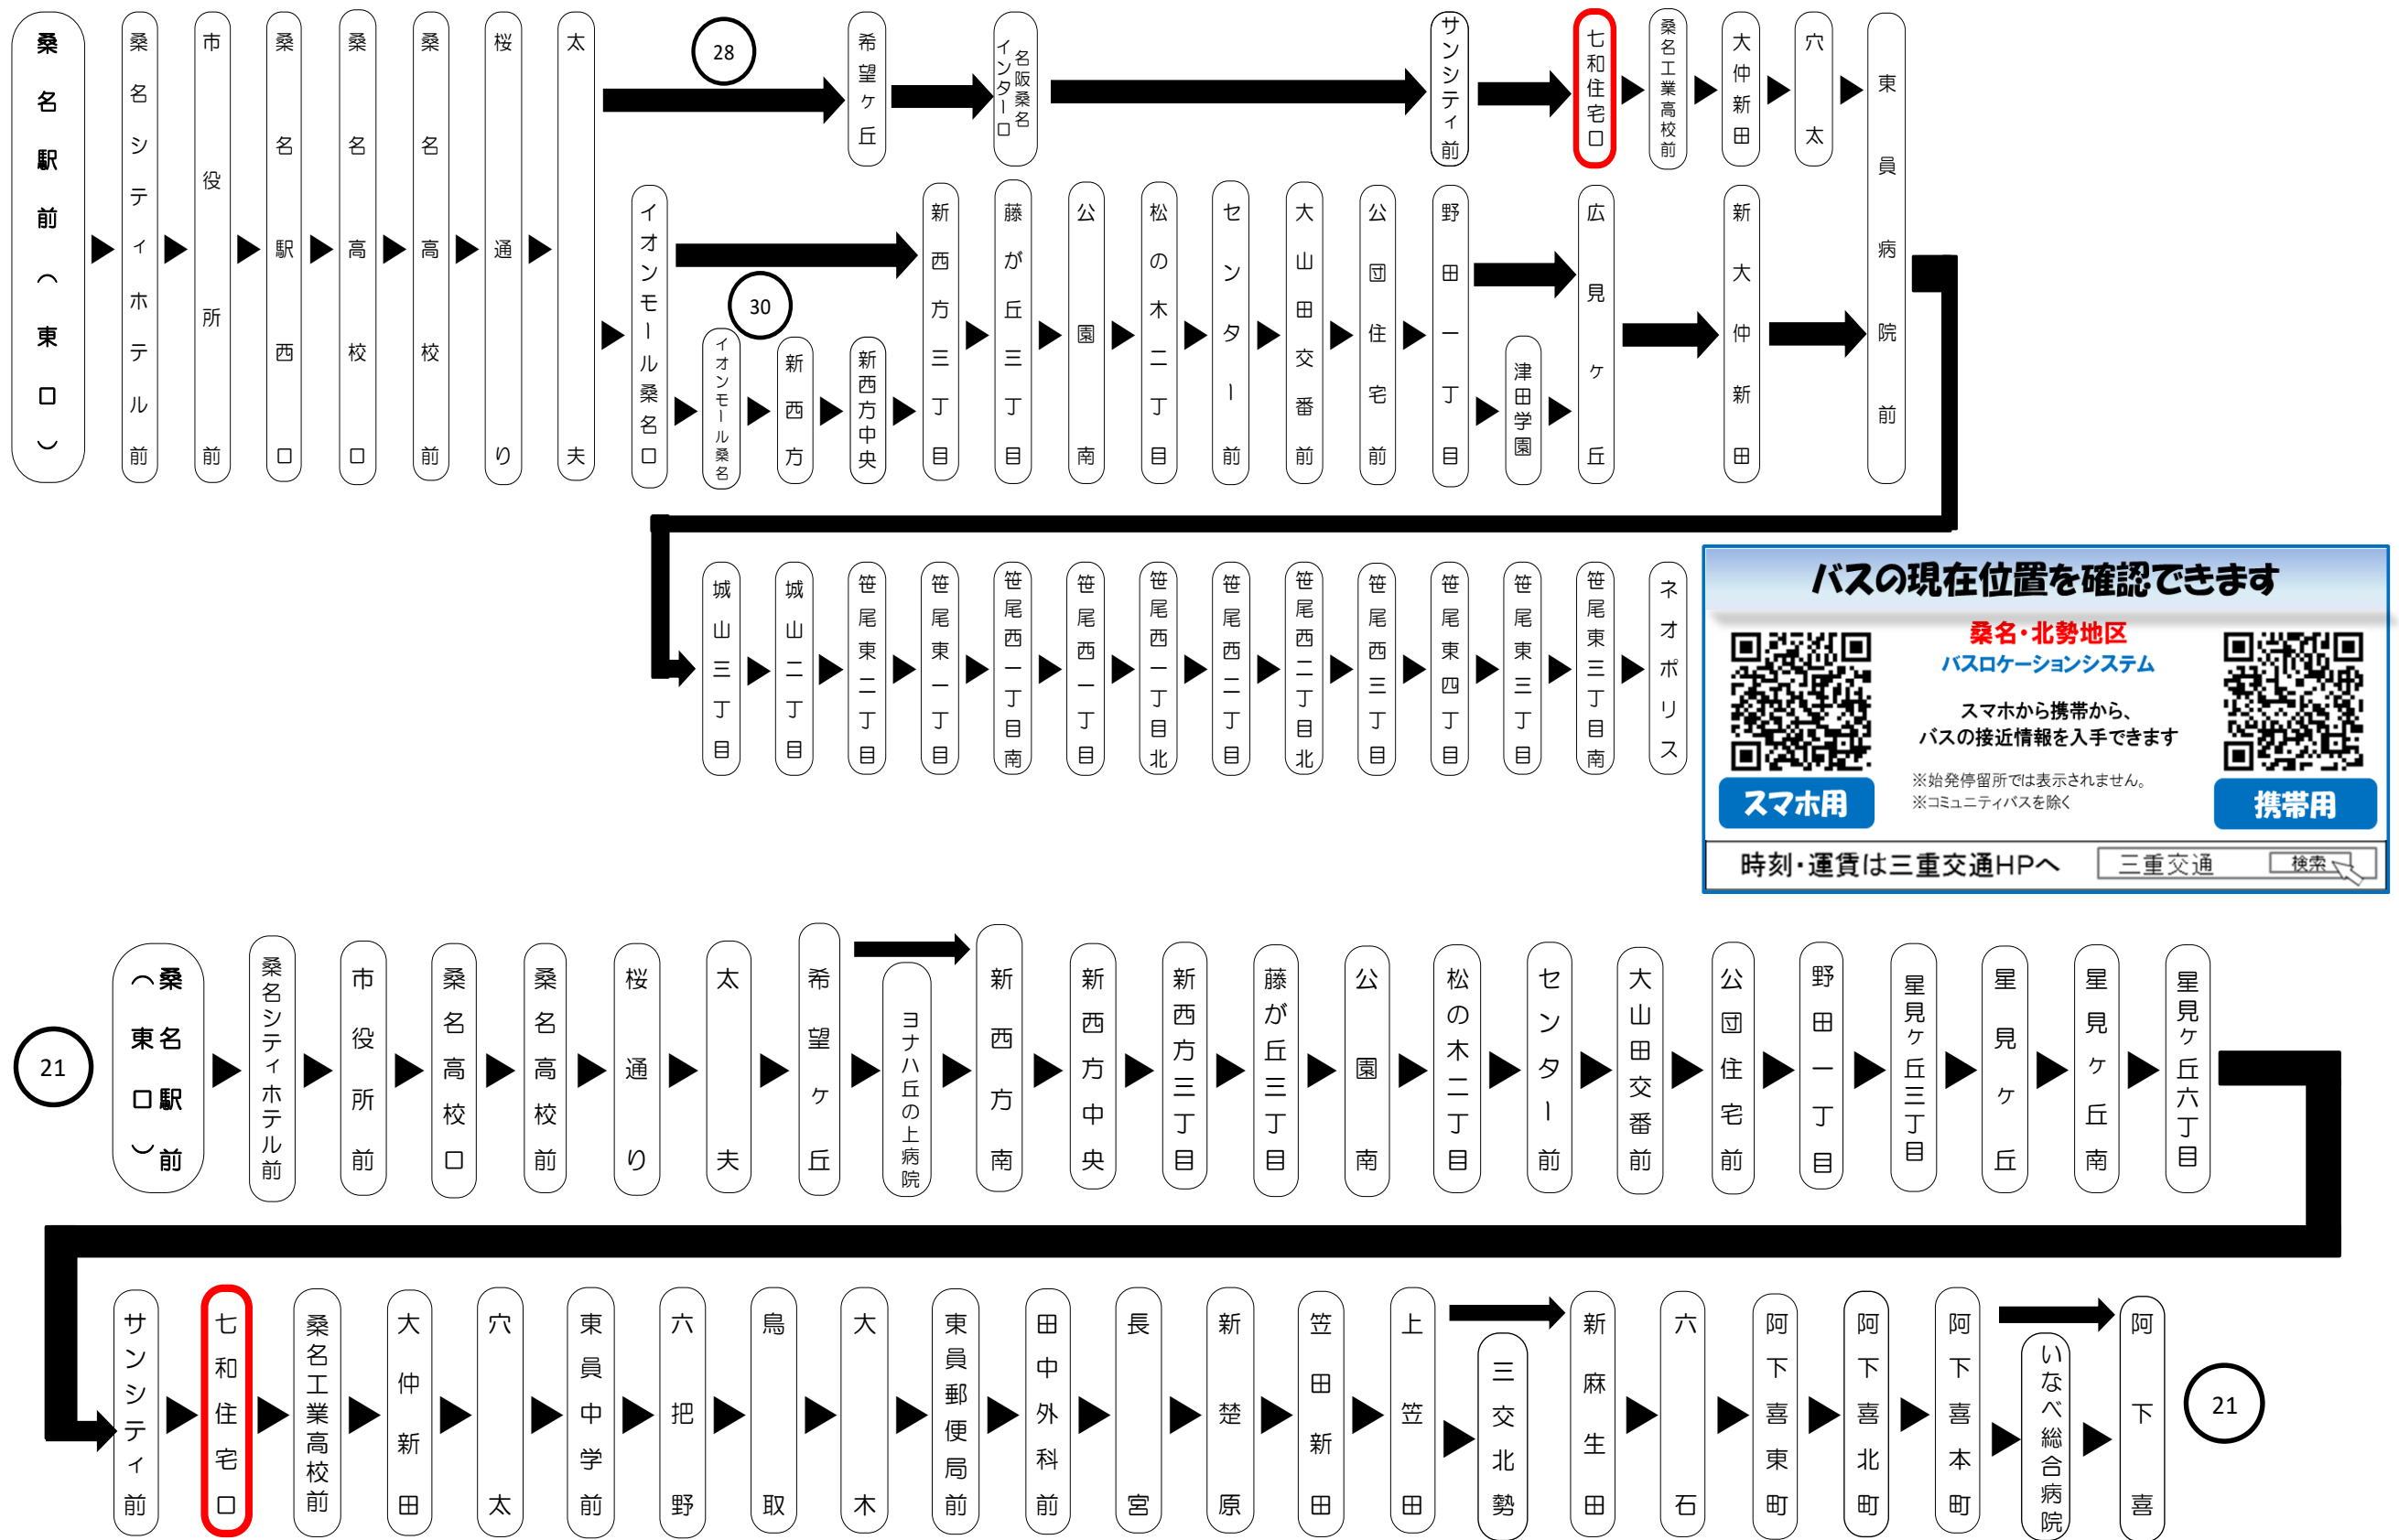 桑名駅前（東口）
桑名シティホテル前
市役所前
桑名駅西口
桑名高校口
桑名高校前
桜通り
太夫
28
希望ヶ丘
名阪桑名インター口
サンシティ前
七和住宅口
桑名工業高校前
大仲新田
穴太
東員病院前
イオンモール桑名口
30
イオンモール桑名
新西方
新西方中央
新西方三丁目
藤が丘三丁目
公園南
松の木二丁目
センター前
大山田交番前
公団住宅前
野田一丁目
津田学園
広見ヶ丘
新大仲新田
城山三丁目
城山二丁目
笹尾東二丁目
笹尾東一丁目
笹尾西一丁目南
笹尾西一丁目
笹尾西一丁目北
笹尾西二丁目
笹尾西二丁目北
笹尾西三丁目
笹尾東四丁目
笹尾東三丁目
笹尾東三丁目南
ネオポリス
バスの現在位置を確認できます
桑名・北勢地区
バスロケーションシステム
スマホから携帯から、
バスの接近情報を入手できます
※始発停留所では表示されません。
※コミュニティバスを除く
スマホ用
携帯用
時刻・運賃は三重交通HPへ
三重交通
検索
21
桑名駅前（東口）
桑名シティホテル前
市役所前
桑名高校口
桑名高校前
桜通り
太夫
希望ヶ丘
ヨナハ丘の上病院
新西方南
新西方中央
新西方三丁目
藤が丘三丁目
公園南
松の木二丁目
センター前
大山田交番前
公団住宅前
野田一丁目
星見ヶ丘三丁目
星見ヶ丘
星見ヶ丘南
星見ヶ丘六丁目
サンシティ前
七和住宅口
桑名工業高校前
大仲新田
穴太
東員中学前
六把野
鳥取
大木
東員郵便局前
田中外科前
長宮
新楚原
笠田新田
上笠田
三交北勢
新麻生田
六石
阿下喜東町
阿下喜北町
阿下喜本町
いなべ総合病院
阿下喜
21